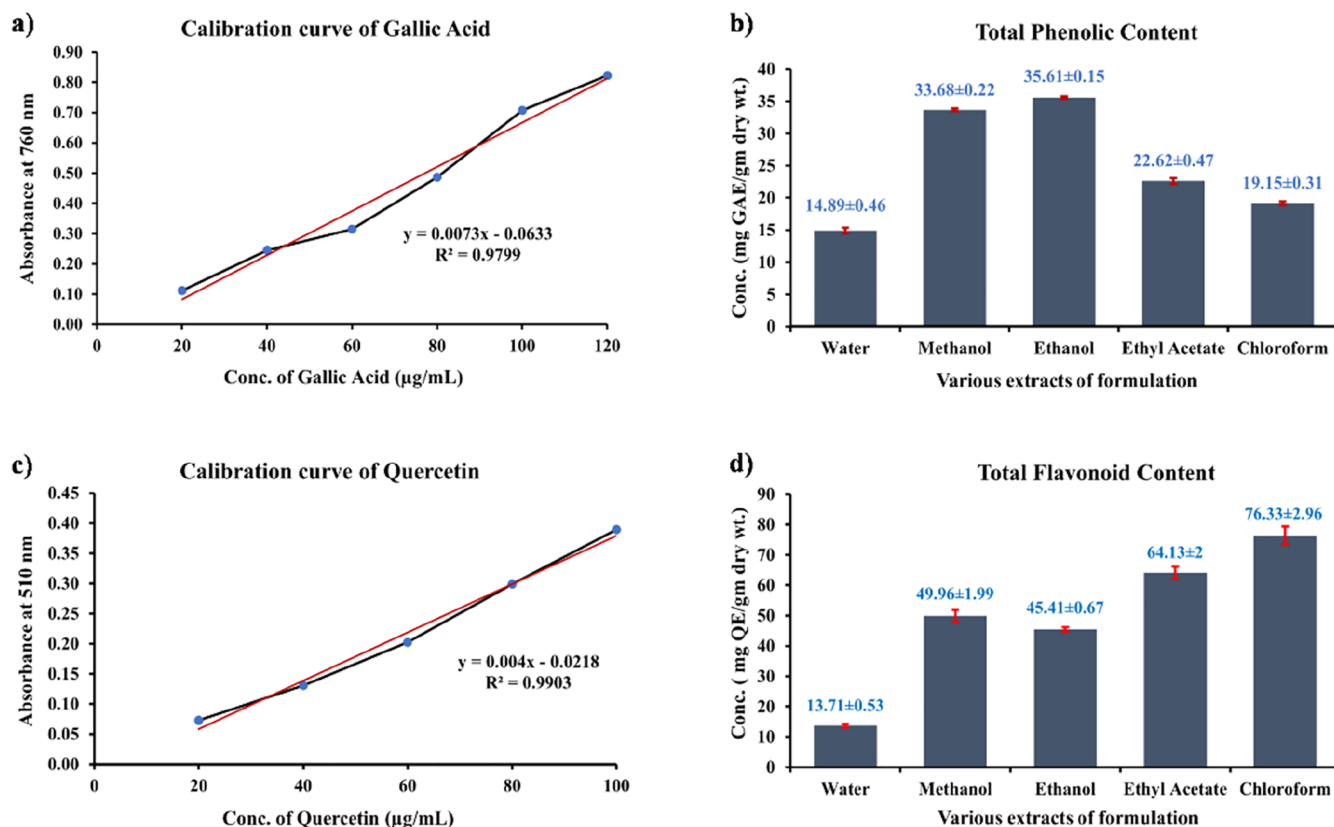 a)
Calibration curve of Gallic Acid
0.90
0.80
0.70
0.60
0.50
0.40
0.30
0.20
0.10
0.00
Absorbance at 760 nm
y = 0.0073x - 0.0633
R² = 0.9799
0 20 40 60 80 100 120
Conc. of Gallic Acid (µg/mL)
b)
Total Phenolic Content
40
35
30
25
20
15
10
5
0
Conc. (mg GAE/gm dry wt.)
14.89±0.46
33.68±0.22
35.61±0.15
22.62±0.47
19.15±0.31
Water Methanol Ethanol Ethyl Acetate Chloroform
Various extracts of formulation
c)
Calibration curve of Quercetin
0.45
0.40
0.35
0.30
0.25
0.20
0.15
0.10
0.05
0.00
Absorbance at 510 nm
y = 0.004x - 0.0218
R² = 0.9903
0 20 40 60 80 100
Conc. of Quercetin (µg/mL)
d)
Total Flavonoid Content
90
80
70
60
50
40
30
20
10
0
Conc. ( mg QE/gm dry wt.)
13.71±0.53
49.96±1.99
45.41±0.67
64.13±2
76.33±2.96
Water Methanol Ethanol Ethyl Acetate Chloroform
Various extracts of formulation